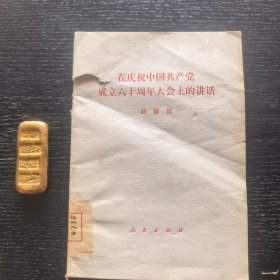 在庆祝中国共产党
成立六十周年大会上的讲话
胡耀邦
人民出版社